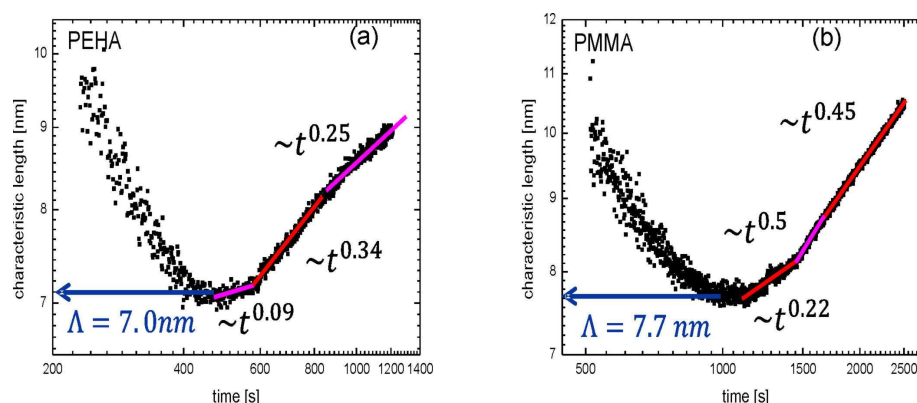 PEHA
(a)
characteristic length [nm]
10
9
8
7
~t^0.25
~t^0.34
~t^0.09
Λ = 7.0nm
200 400 600 800 1000 1200 1400
time [s]
PMMA
(b)
characteristic length [nm]
12
11
10
9
8
7
~t^0.45
~t^0.5
~t^0.22
Λ = 7.7 nm
500 1000 1500 2000 2500
time [s]